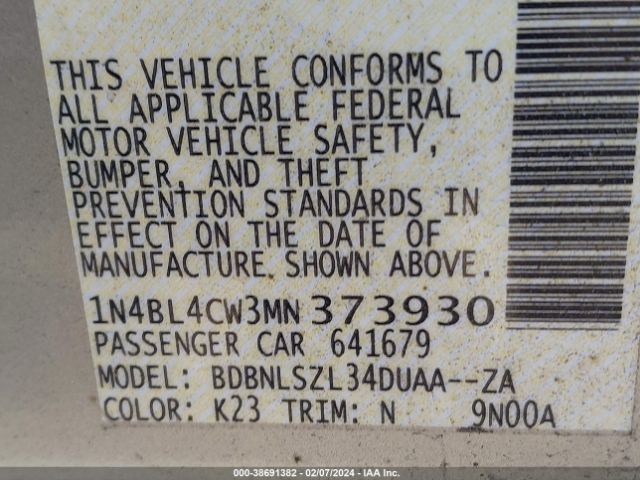 THIS VEHICLE CONFORMS TO
ALL APPLICABLE FEDERAL
MOTOR VEHICLE SAFETY,
BUMPER, AND THEFT
PREVENTION STANDARDS IN
EFFECT ON THE DATE OF
MANUFACTURE SHOWN ABOVE.
1N4BL4CW3MN373930
PASSENGER CAR 641679
MODEL: BDBNLSZL34DUAA--ZA
COLOR: K23 TRIM: N 9N00A
000-38691382 - 02/07/2024 - IAA Inc.